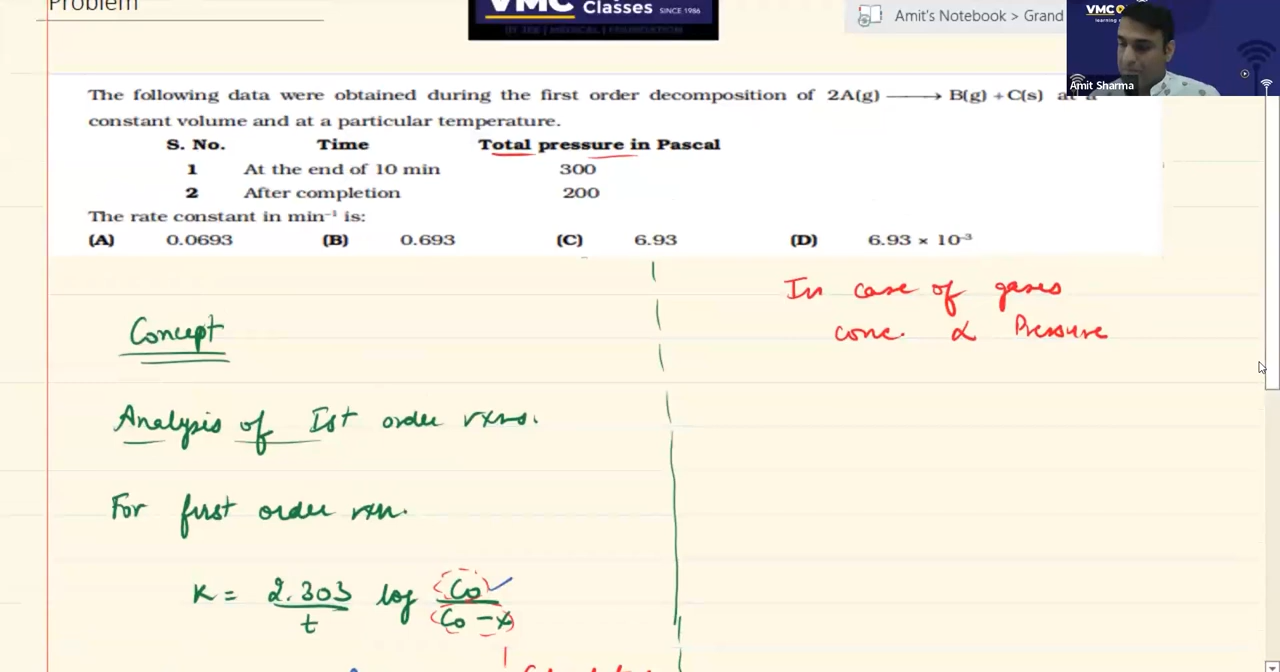 Problem
VMC Classes SINCE 1986
Amit's Notebook > Grand
VMC
Amit Sharma
The following data were obtained during the first order decomposition of 2A(g) ⟶ B(g) + C(s) at a
constant volume and at a particular temperature.
S. No. Time Total pressure in Pascal
1 At the end of 10 min 300
2 After completion 200
The rate constant in min⁻¹ is:
(A) 0.0693 (B) 0.693 (C) 6.93 (D) 6.93 × 10⁻³
In case of gases
conc. ∝ Pressure
Concept
Analysis of Ist order rxns.
For first order rxn.
K = 2.303/t log Co/Co-x